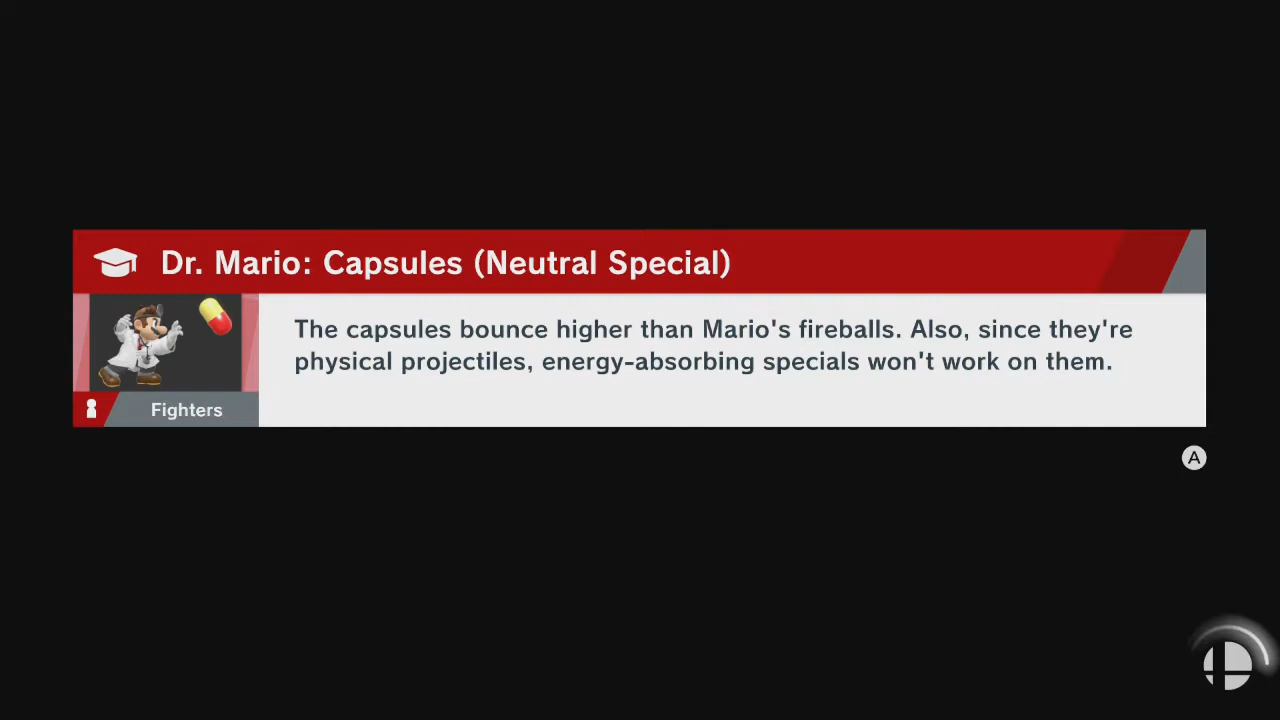 Dr. Mario: Capsules (Neutral Special)
The capsules bounce higher than Mario's fireballs. Also, since they're
physical projectiles, energy-absorbing specials won't work on them.
Fighters
A